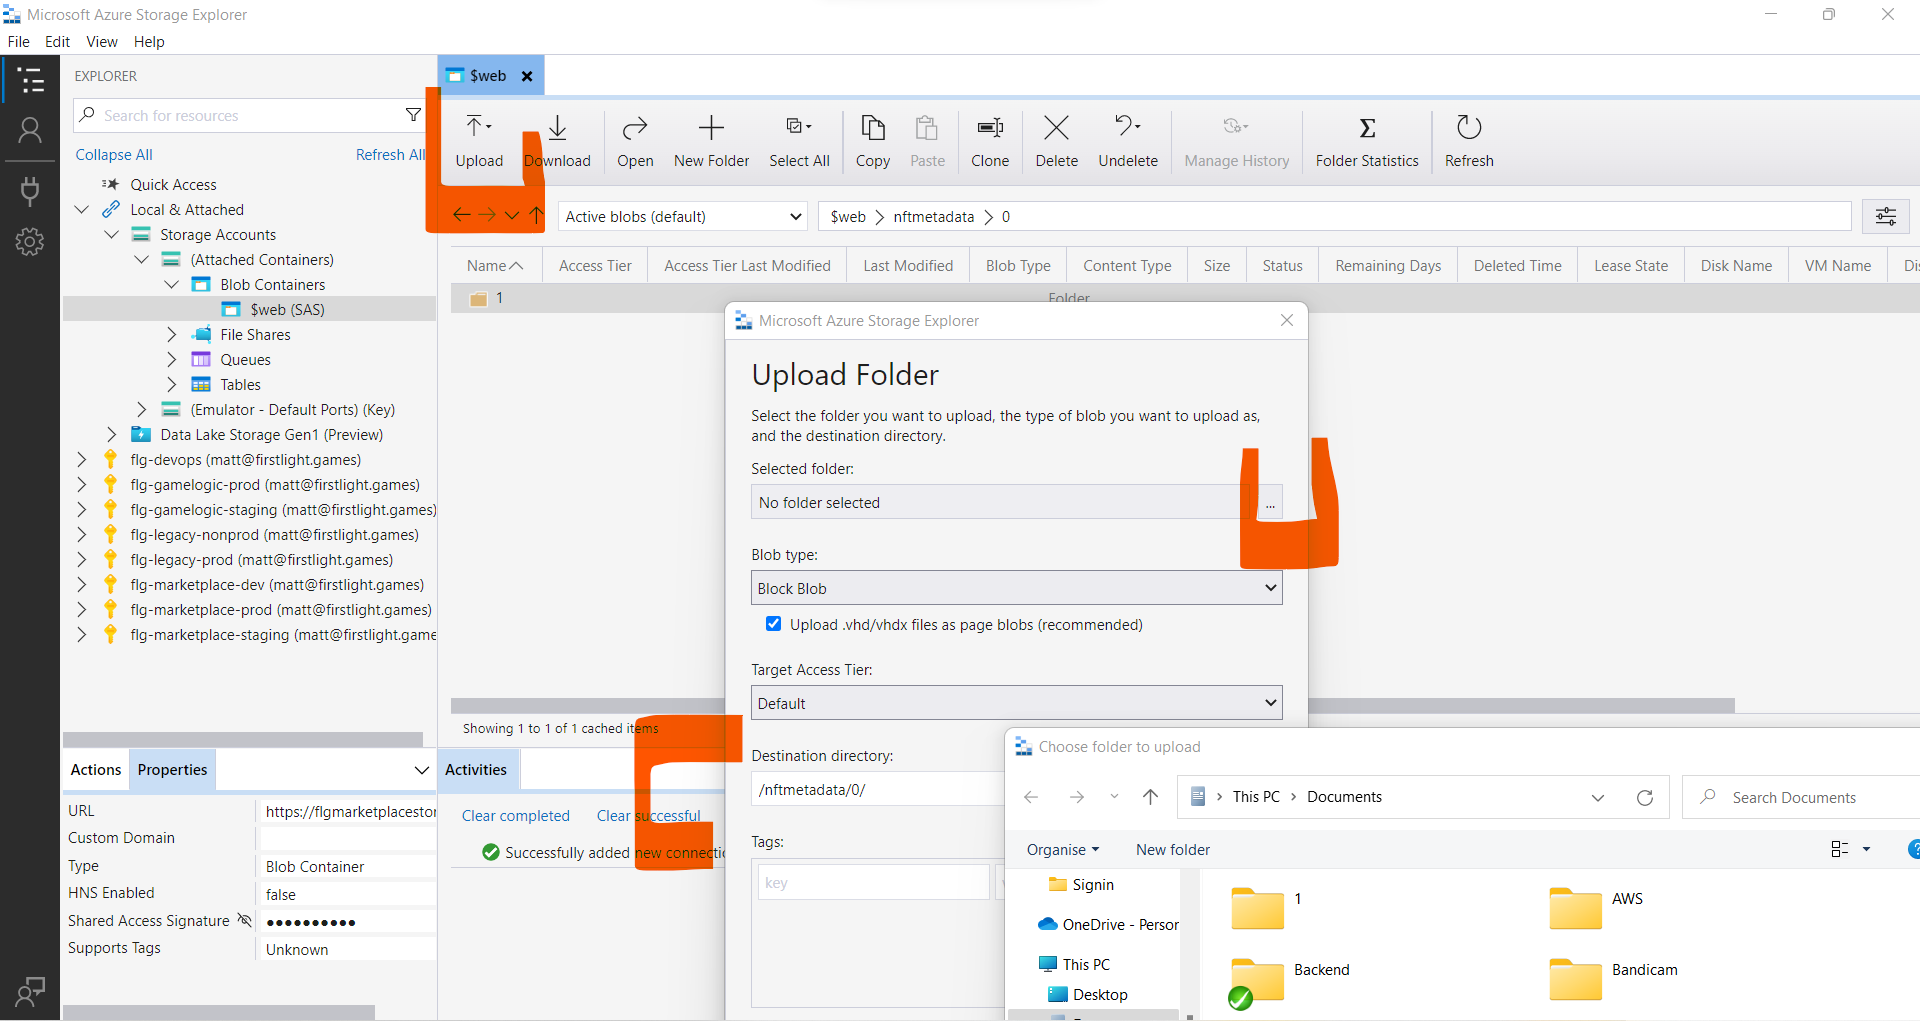 Microsoft Azure Storage Explorer
File Edit View Help
EXPLORER
Search for resources
Collapse All Refresh All
Quick Access
Local & Attached
Storage Accounts
(Attached Containers)
Blob Containers
$web (SAS)
File Shares
Queues
Tables
(Emulator - Default Ports) (Key)
Data Lake Storage Gen1 (Preview)
flg-devops (matt@firstlight.games)
flg-gamelogic-prod (matt@firstlight.games)
flg-gamelogic-staging (matt@firstlight.games)
flg-legacy-nonprod (matt@firstlight.games)
flg-legacy-prod (matt@firstlight.games)
flg-marketplace-dev (matt@firstlight.games)
flg-marketplace-prod (matt@firstlight.games)
flg-marketplace-staging (matt@firstlight.game
Actions Properties
URL https://flgmarketplacestor
Custom Domain
Type Blob Container
HNS Enabled false
Shared Access Signature ●●●●●●●●●●
Supports Tags Unknown
$web
Upload Download Open New Folder Select All Copy Paste Clone Delete Undelete Manage History Folder Statistics Refresh
Active blobs (default) $web > nftmetadata > 0
Name Access Tier Access Tier Last Modified Last Modified Blob Type Content Type Size Status Remaining Days Deleted Time Lease State Disk Name VM Name Di
1 Folder
Showing 1 to 1 of 1 cached items
Activities
Clear completed Clear successful
Successfully added new connectio
Microsoft Azure Storage Explorer
Upload Folder
Select the folder you want to upload, the type of blob you want to upload as,
and the destination directory.
Selected folder:
No folder selected ...
Blob type:
Block Blob
Upload .vhd/vhdx files as page blobs (recommended)
Target Access Tier:
Default
Destination directory:
/nftmetadata/0/
Tags:
key
Choose folder to upload
This PC > Documents Search Documents
Organise New folder
Signin
OneDrive - Person
This PC
Desktop
1 AWS
Backend Bandicam